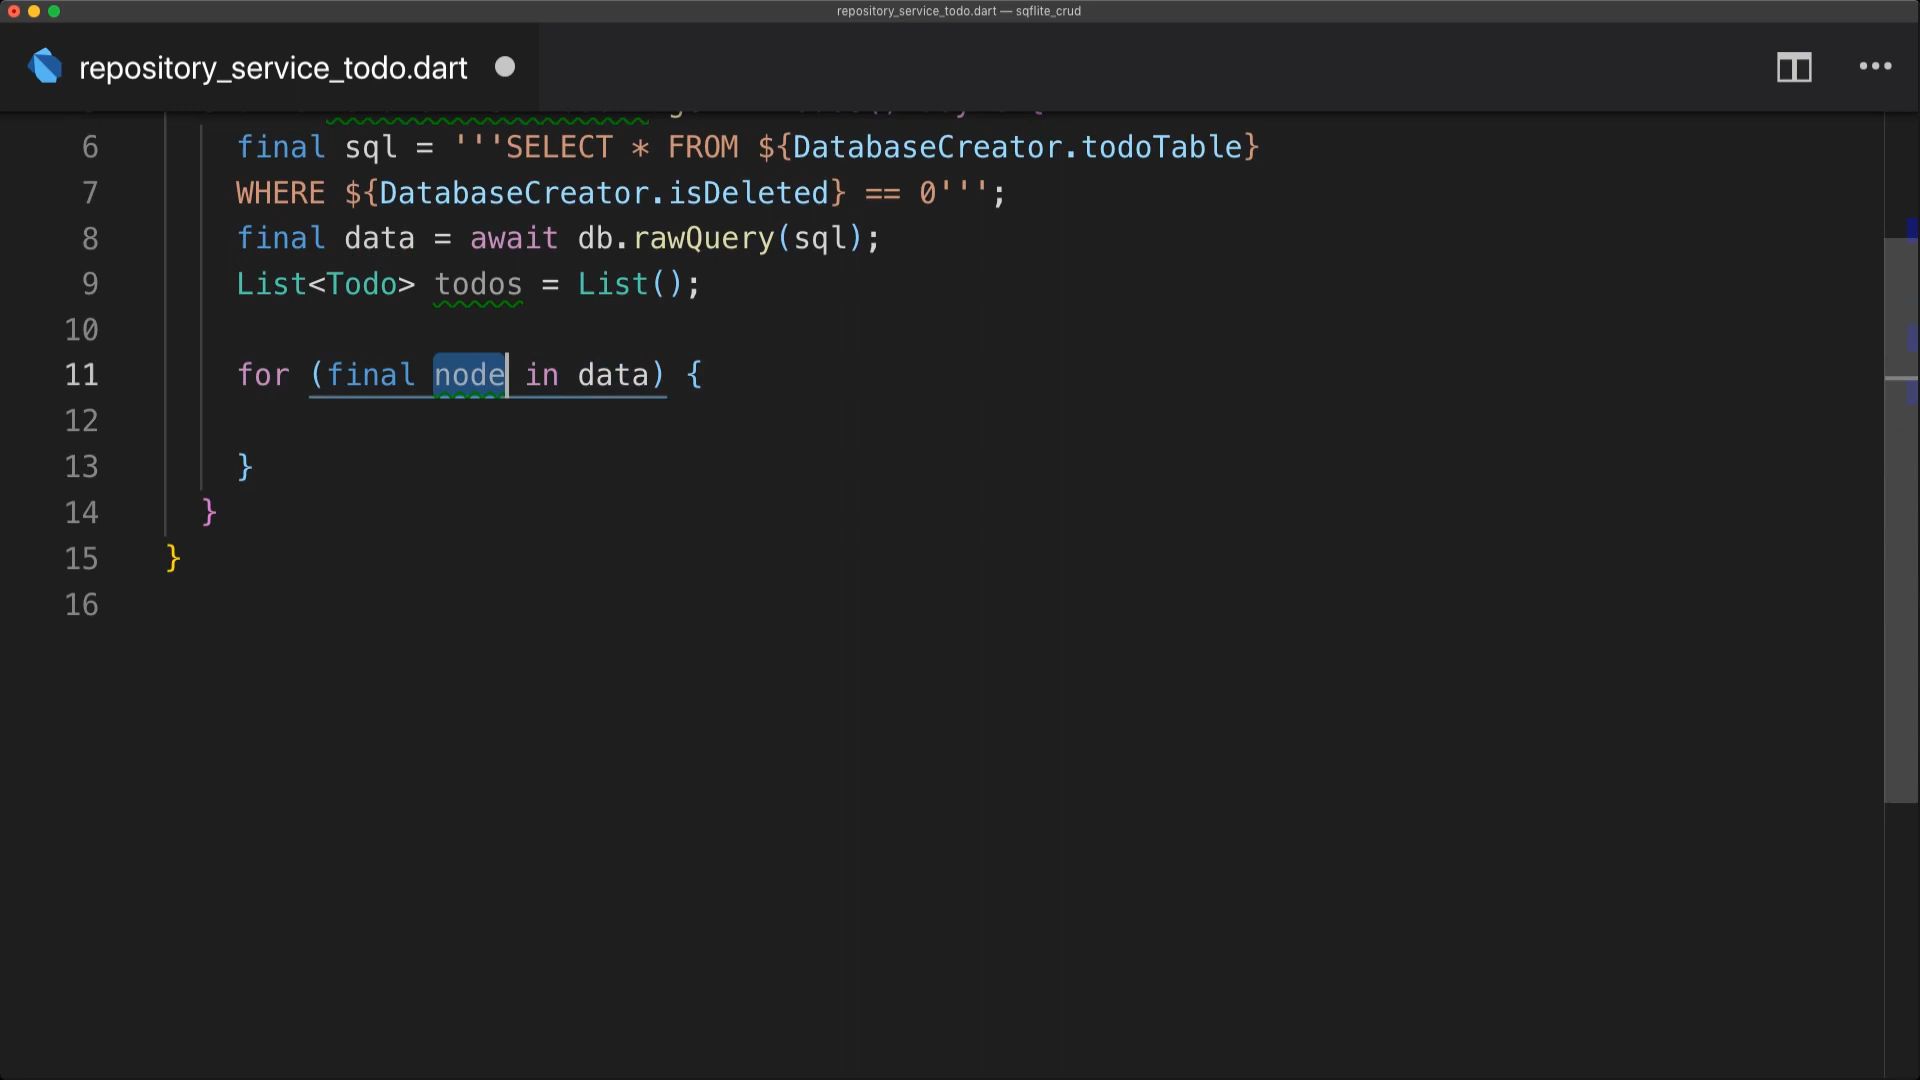 repository_service_todo.dart — sqflite_crud
repository_service_todo.dart
6 final sql = '''SELECT * FROM ${DatabaseCreator.todoTable}
7 WHERE ${DatabaseCreator.isDeleted} == 0''';
8 final data = await db.rawQuery(sql);
9 List<Todo> todos = List();
10
11 for (final node in data) {
12
13 }
14 }
15 }
16